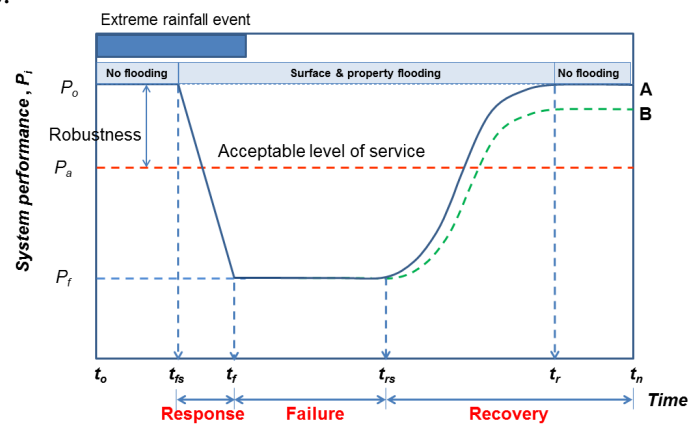 Extreme rainfall event
No flooding
Surface & property flooding
No flooding
System performance , Pi
Po
A
B
Robustness
Acceptable level of service
Pa
Pf
to
tfs
tf
trs
tr
tn
Time
Response
Failure
Recovery